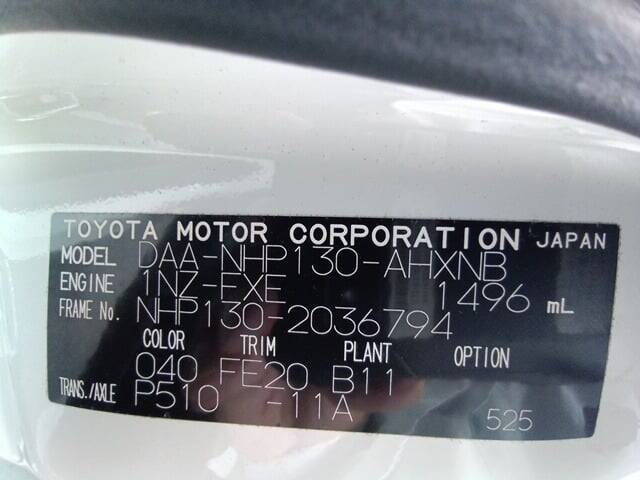 TOYOTA MOTOR CORPORATION JAPAN
MODEL DAA-NHP130-AHXNB
ENGINE 1NZ-FXE 1496 mL
FRAME No. NHP130-2036794
COLOR TRIM PLANT OPTION
040 FE20 B11
TRANS./AXLE P510 -11A
525